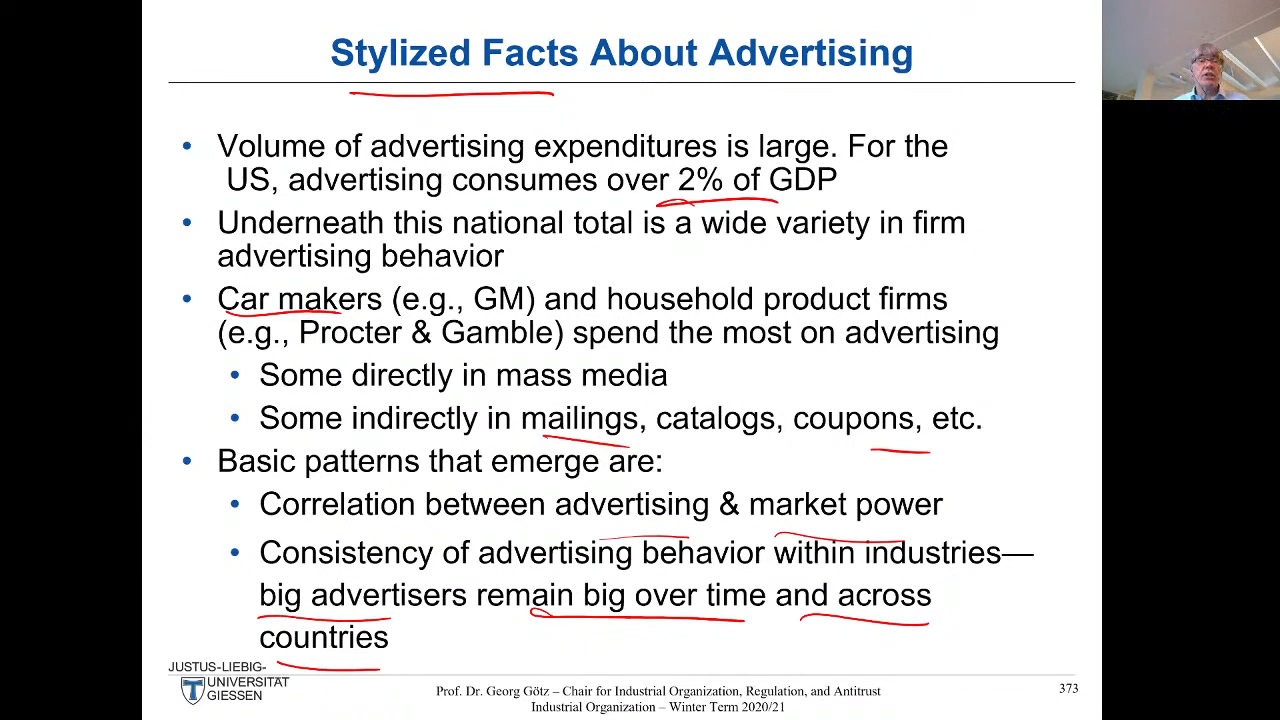 Stylized Facts About Advertising
• Volume of advertising expenditures is large. For the
US, advertising consumes over 2% of GDP
• Underneath this national total is a wide variety in firm
advertising behavior
• Car makers (e.g., GM) and household product firms
(e.g., Procter & Gamble) spend the most on advertising
• Some directly in mass media
• Some indirectly in mailings, catalogs, coupons, etc.
• Basic patterns that emerge are:
• Correlation between advertising & market power
• Consistency of advertising behavior within industries—
big advertisers remain big over time and across
countries
JUSTUS-LIEBIG-
UNIVERSITÄT
GIESSEN
Prof. Dr. Georg Götz – Chair for Industrial Organization, Regulation, and Antitrust
Industrial Organization – Winter Term 2020/21
373